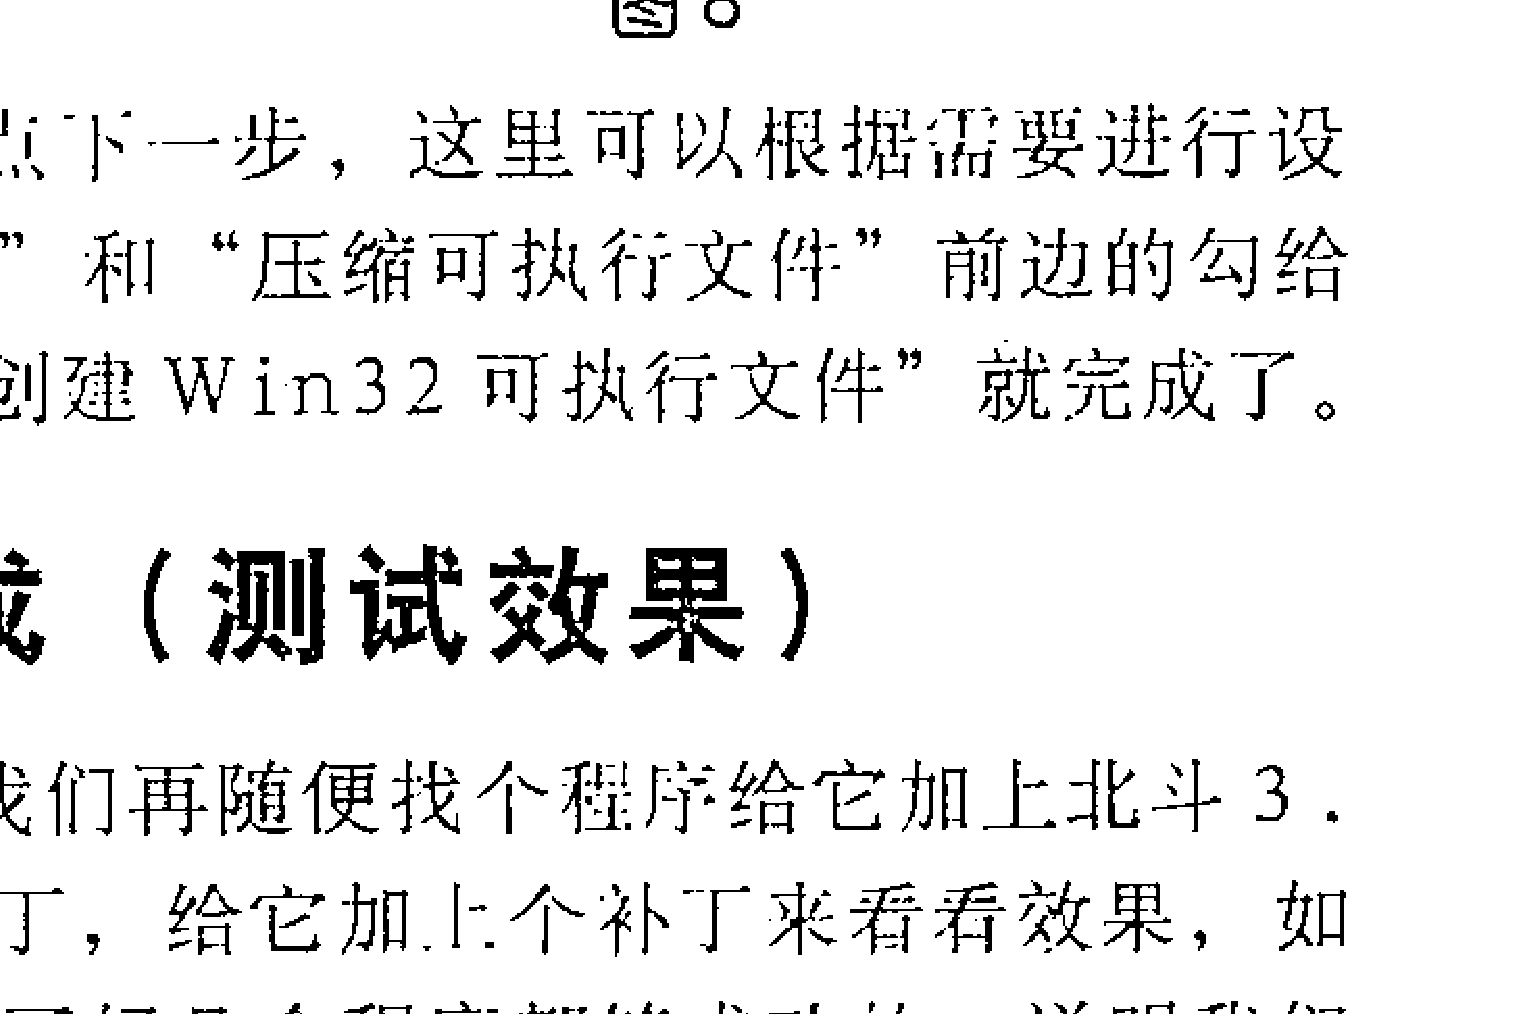 点下一步，这里可以根据需要进行设
”和“压缩可执行文件”前边的勾给
创建 Win32 可执行文件”就完成了。
（测试效果）
我们再随便找个程序给它加上北斗3.
丁，给它加上个补丁来看看效果，如